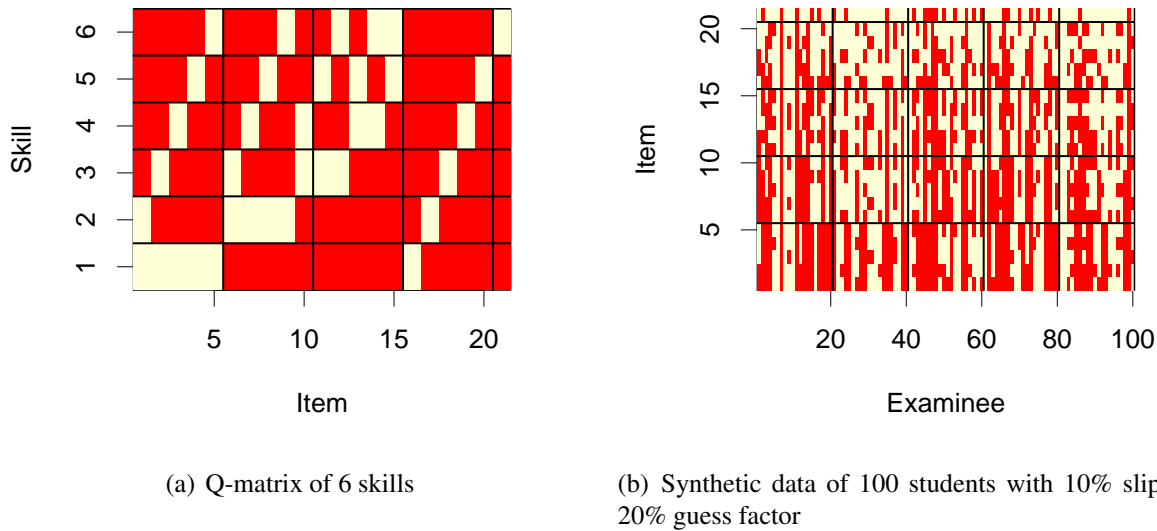 6
5
4
3
2
1
Skill
5
10
15
20
Item
(a) Q-matrix of 6 skills
20
15
10
5
Item
20
40
60
80
100
Examinee
(b) Synthetic data of 100 students with 10% slip
20% guess factor